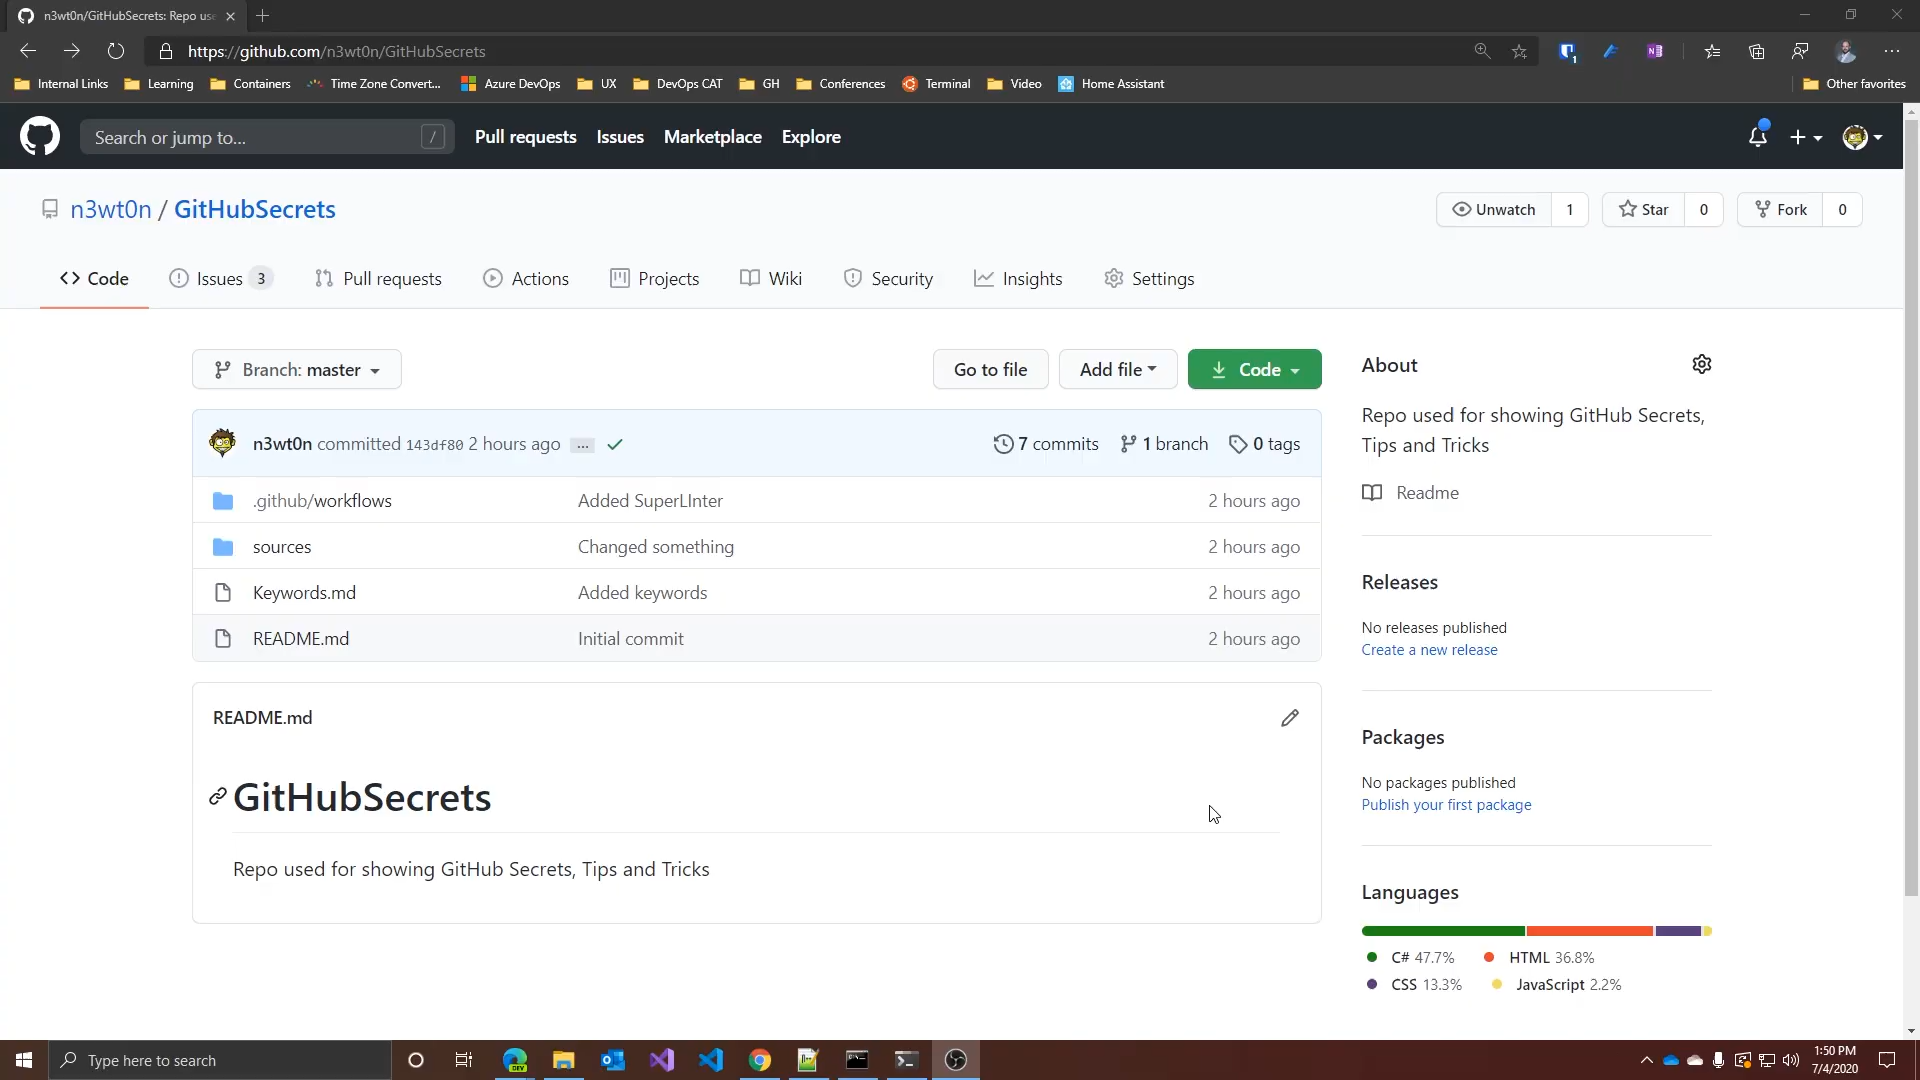 n3wt0n/GitHubSecrets: Repo use
https://github.com/n3wt0n/GitHubSecrets
1
Internal Links Learning Containers Time Zone Convert... Azure DevOps UX DevOps CAT GH Conferences Terminal Video Home Assistant Other favorites
Search or jump to... / Pull requests Issues Marketplace Explore
n3wt0n / GitHubSecrets
Unwatch 1 Star 0 Fork 0
Code Issues 3 Pull requests Actions Projects Wiki Security Insights Settings
Branch: master Go to file Add file Code
n3wt0n committed 143df80 2 hours ago ... 7 commits 1 branch 0 tags
.github/workflows Added SuperLInter 2 hours ago
sources Changed something 2 hours ago
Keywords.md Added keywords 2 hours ago
README.md Initial commit 2 hours ago
README.md
GitHubSecrets
Repo used for showing GitHub Secrets, Tips and Tricks
About
Repo used for showing GitHub Secrets,
Tips and Tricks
Readme
Releases
No releases published
Create a new release
Packages
No packages published
Publish your first package
Languages
C# 47.7% HTML 36.8%
CSS 13.3% JavaScript 2.2%
Type here to search
DEV
1:50 PM
7/4/2020